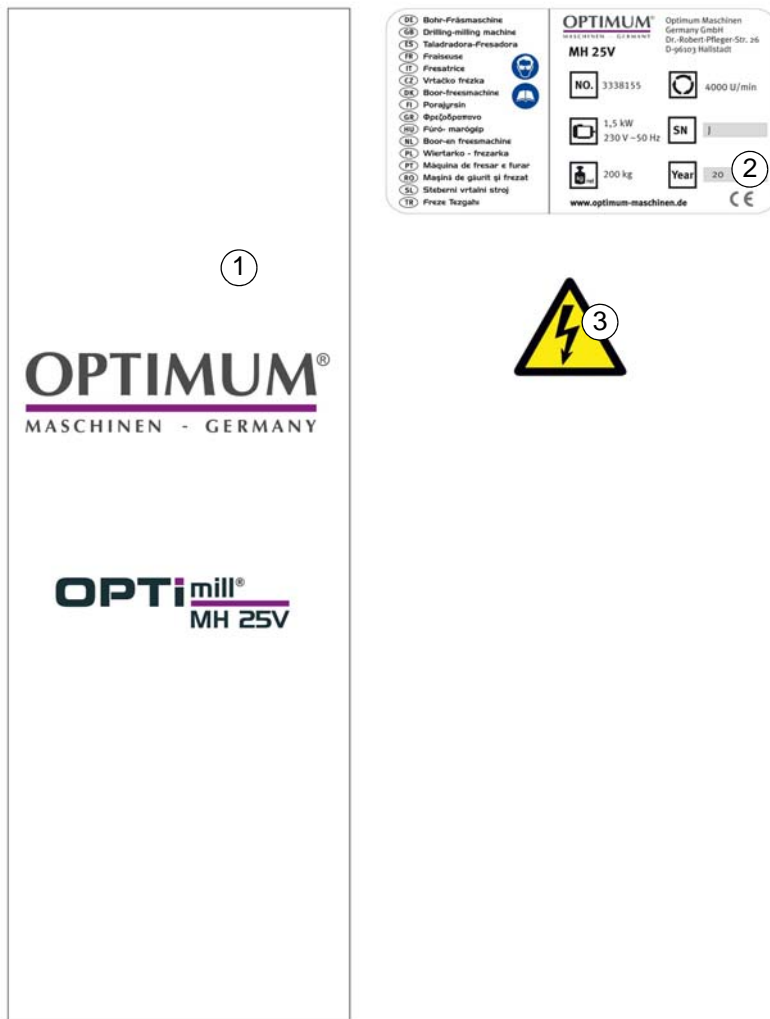 1
OPTIMUM®
MASCHINEN - GERMANY
OPTi mill®
MH 25V
DE Bohr-Fräsmaschine
GB Drilling-milling machine
ES Taladradora-Fresadora
FR Fraiseuse
IT Fresatrice
CZ Vrtačko frézka
DK Boor-freesmachine
FI Porajyrsin
GR Φρεζοδραπανο
HU Fúró- marógép
NL Boor-en freesmachine
PL Wiertarko - frezarka
PT Máquina de fresar e furar
RO Maşină de găurit şi frezat
SL Steberni vrtalni stroj
TR Freze Tezgahı
OPTIMUM®
MASCHINEN - GERMANY
Optimum Maschinen
Germany GmbH
Dr.-Robert-Pfleger-Str. 26
D-96103 Hallstadt
MH 25V
NO. 3338155
4000 U/min
1,5 kW
230 V ~50 Hz
SN J
kg net 200 kg
Year 20
2
www.optimum-maschinen.de
CE
3